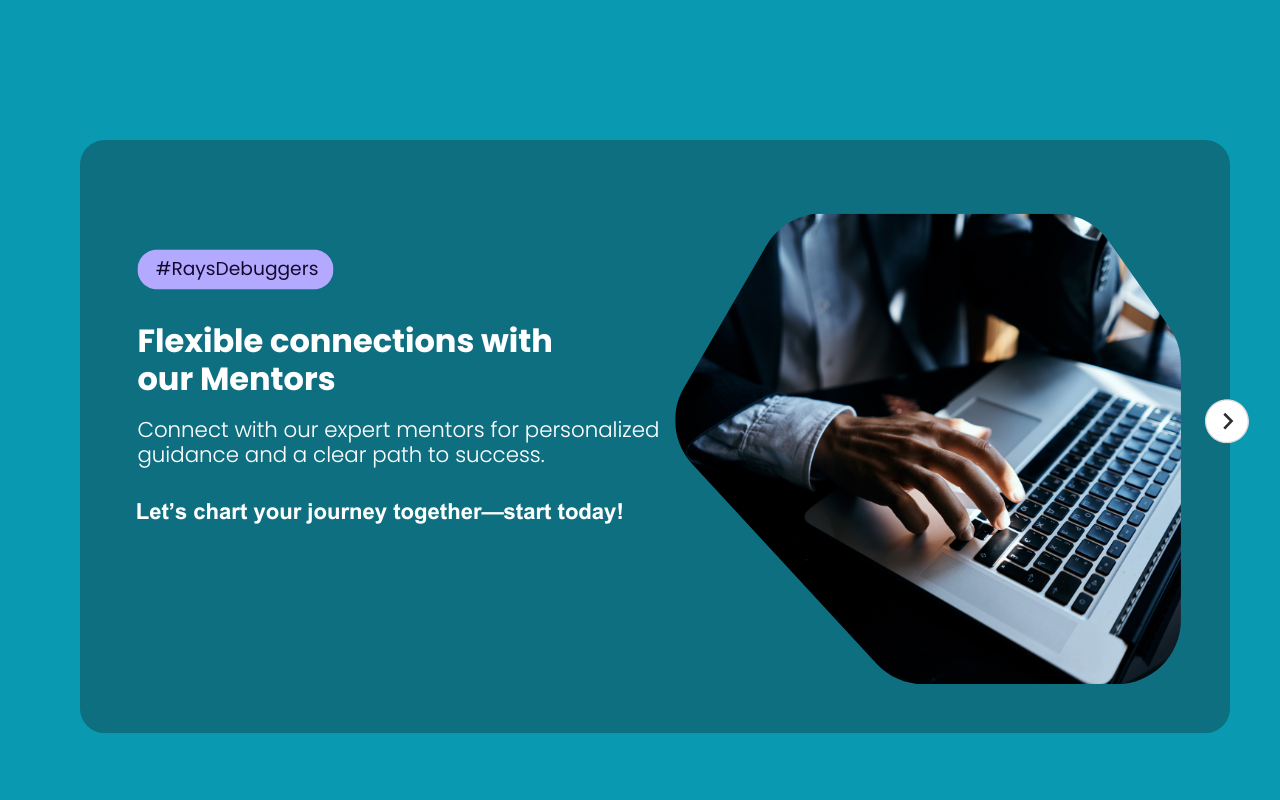 #RaysDebuggers
Flexible connections with
our Mentors
Connect with our expert mentors for personalized
guidance and a clear path to success.
Let’s chart your journey together—start today!